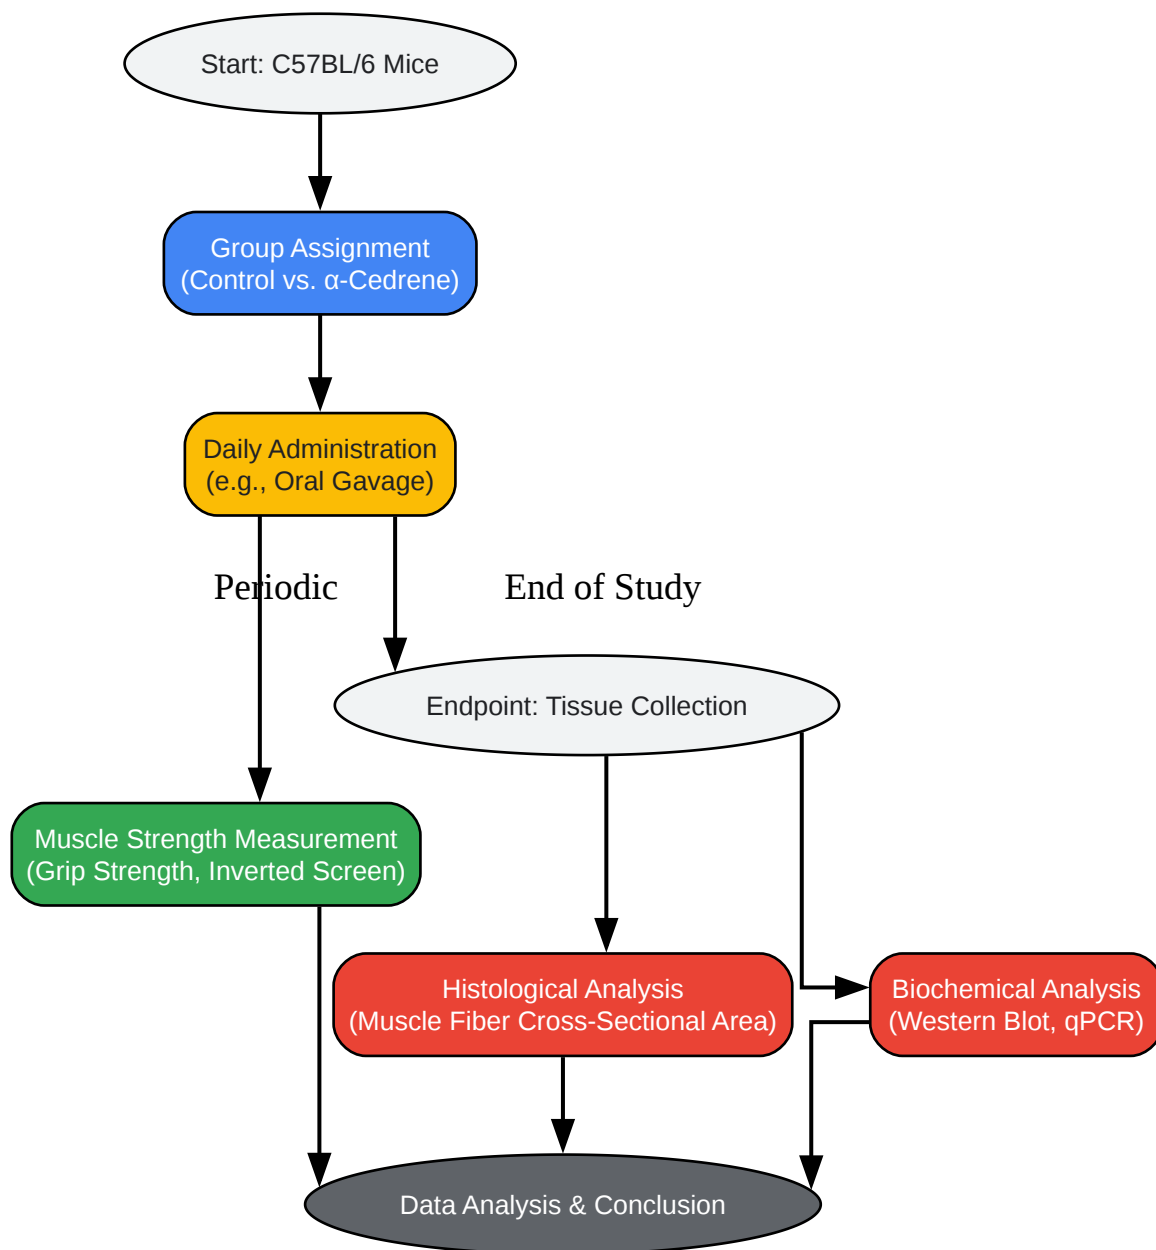 Start: C57BL/6 Mice
Group Assignment
(Control vs. α-Cedrene)
Daily Administration
(e.g., Oral Gavage)
Periodic
End of Study
Endpoint: Tissue Collection
Muscle Strength Measurement
(Grip Strength, Inverted Screen)
Histological Analysis
(Muscle Fiber Cross-Sectional Area)
Biochemical Analysis
(Western Blot, qPCR)
Data Analysis & Conclusion